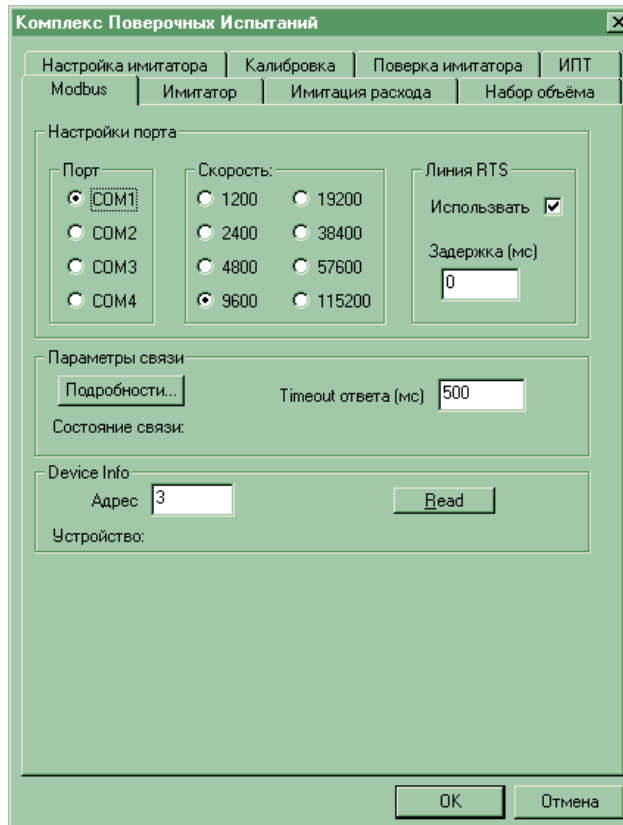 Комплекс Поверочных Испытаний
Настройка имитатора Калибровка Поверка имитатора ИПТ
Modbus Имитатор Имитация расхода Набор объёма
Настройки порта
Порт Скорость: Линия RTS
COM1 1200 19200 Использвать
COM2 2400 38400
Задержка (мс)
COM3 4800 57600 0
COM4 9600 115200
Параметры связи
Подробности... Timeout ответа (мс) 500
Состояние связи:
Device Info
Адрес 3 Read
Устройство:
OK Отмена